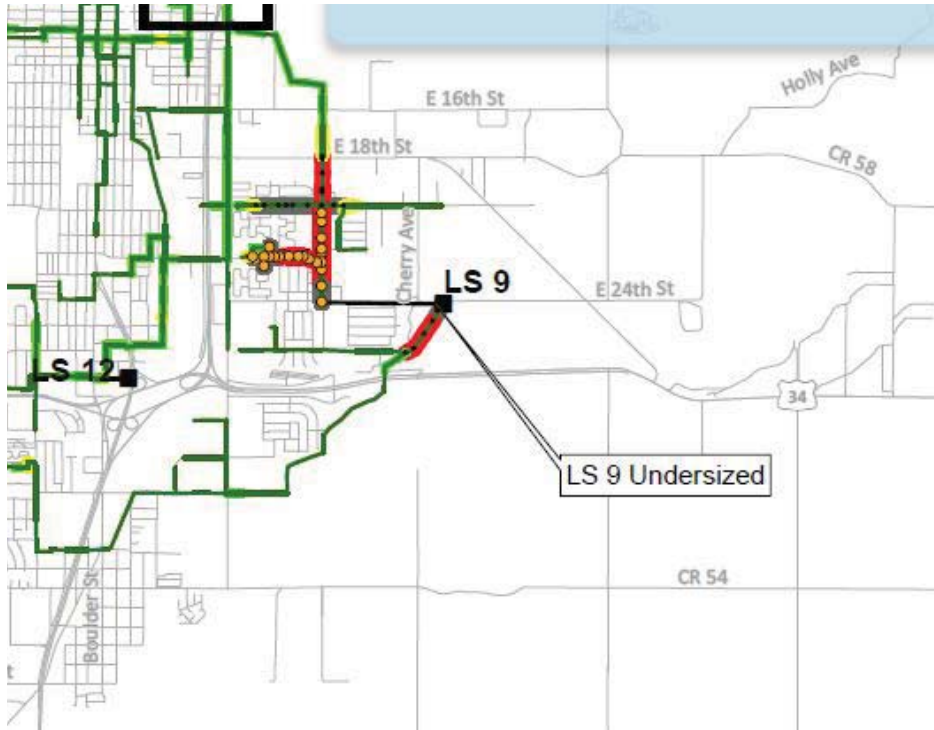 Holly Ave
E 16th St
E 18th St
CR 58
Cherry Ave
LS 9
E 24th St
LS 12
34
LS 9 Undersized
CR 54
Boulder St
t